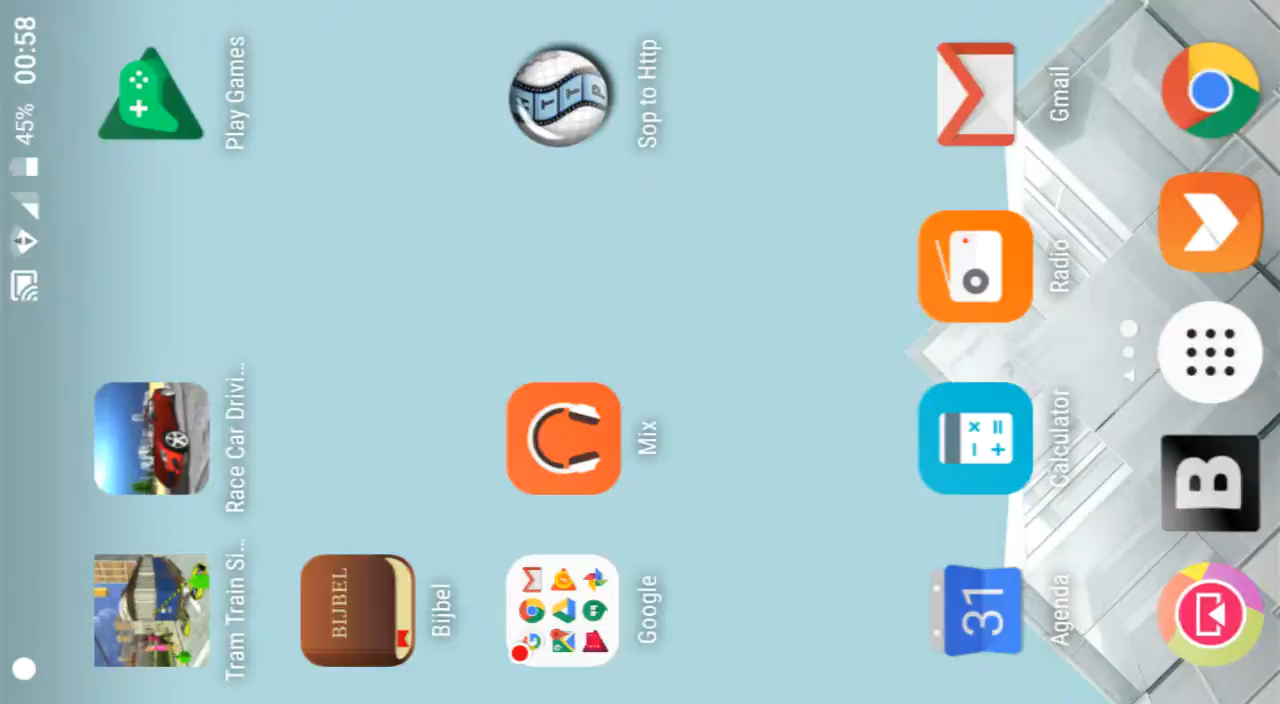 45% 00:58
Tram Train Si... Race Car Drivi... Play Games
BIJBEL
Bijbel
Google Mix Sop to Http
31
Agenda Calculator Radio Gmail
B